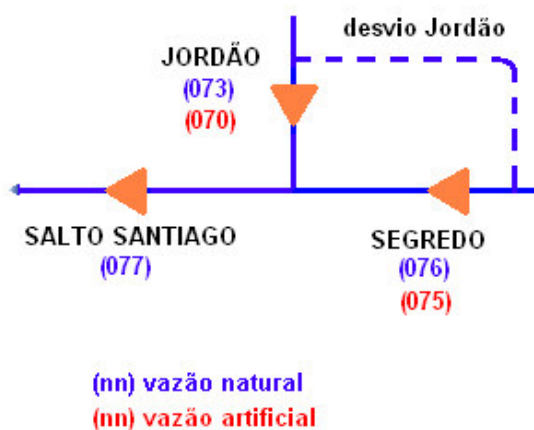 desvio Jordão
JORDÃO
(073)
(070)
SALTO SANTIAGO
(077)
SEGREDO
(076)
(075)
(nn) vazão natural
(nn) vazão artificial